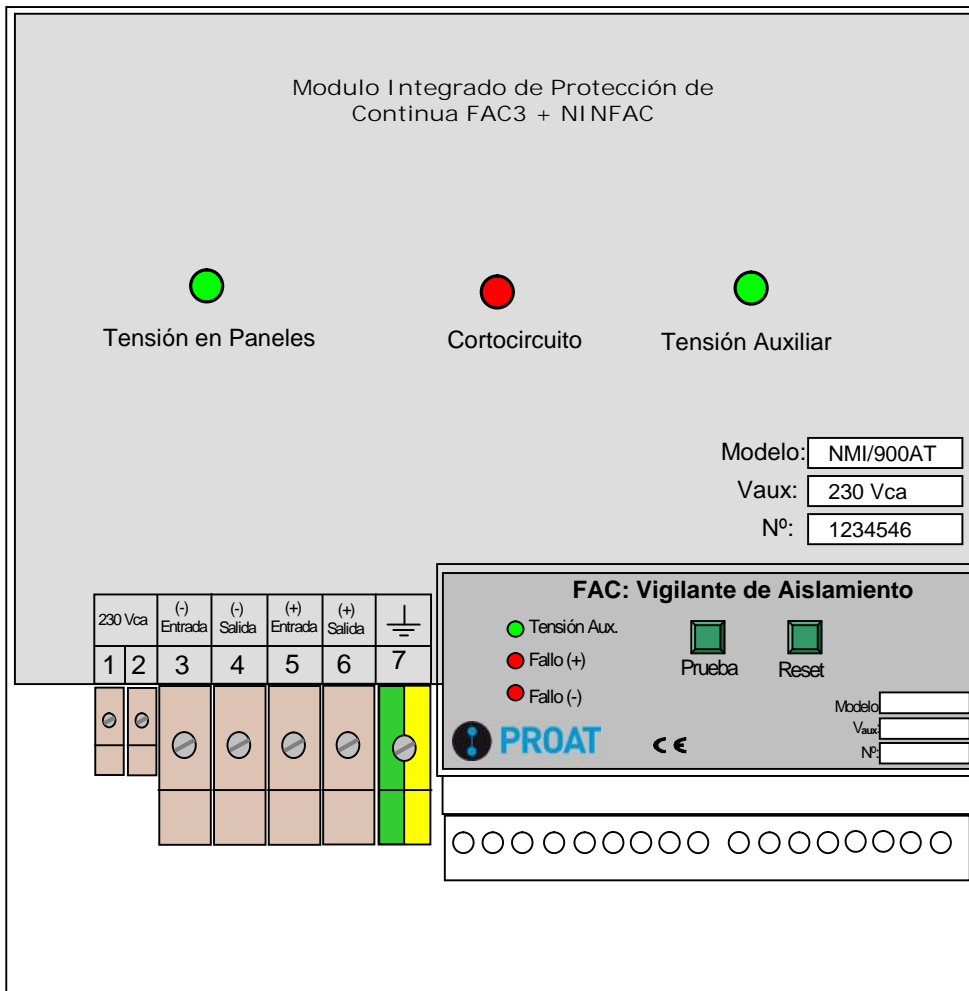 Modulo Integrado de Protección de
Continua FAC3 + NINFAC
Tensión en Paneles
Cortocircuito
Tensión Auxiliar
Modelo: NMI/900AT
Vaux: 230 Vca
Nº: 1234546
230 Vca
(-) Entrada
(-) Salida
(+) Entrada
(+) Salida
1 2 3 4 5 6 7
FAC: Vigilante de Aislamiento
Tensión Aux.
Fallo (+)
Fallo (-)
Prueba
Reset
PROAT
CE
Modelo
Vaux:
Nº: